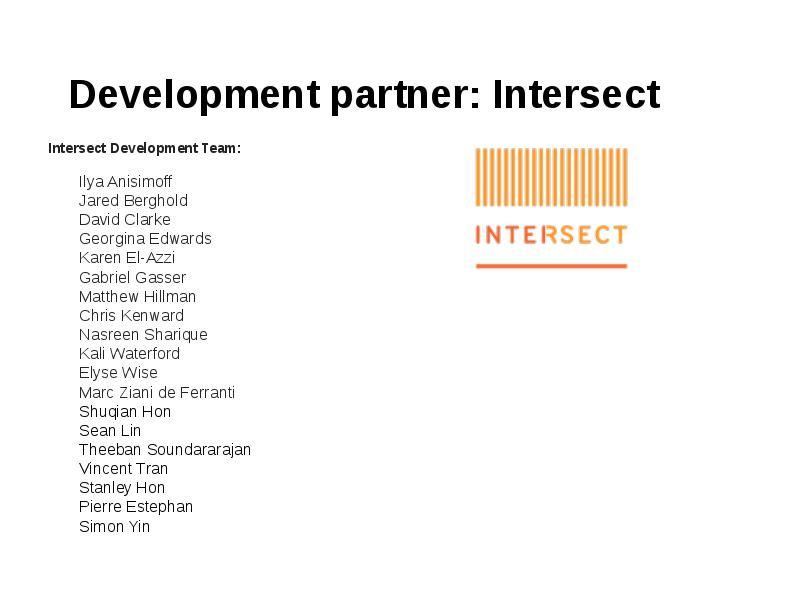 Development partner: Intersect
Intersect Development Team:
Ilya Anisimoff
Jared Berghold
David Clarke
Georgina Edwards
Karen El-Azzi
Gabriel Gasser
Matthew Hillman
Chris Kenward
Nasreen Sharique
Kali Waterford
Elyse Wise
Marc Ziani de Ferranti
Shuqian Hon
Sean Lin
Theeban Soundararajan
Vincent Tran
Stanley Hon
Pierre Estephan
Simon Yin
INTERSECT